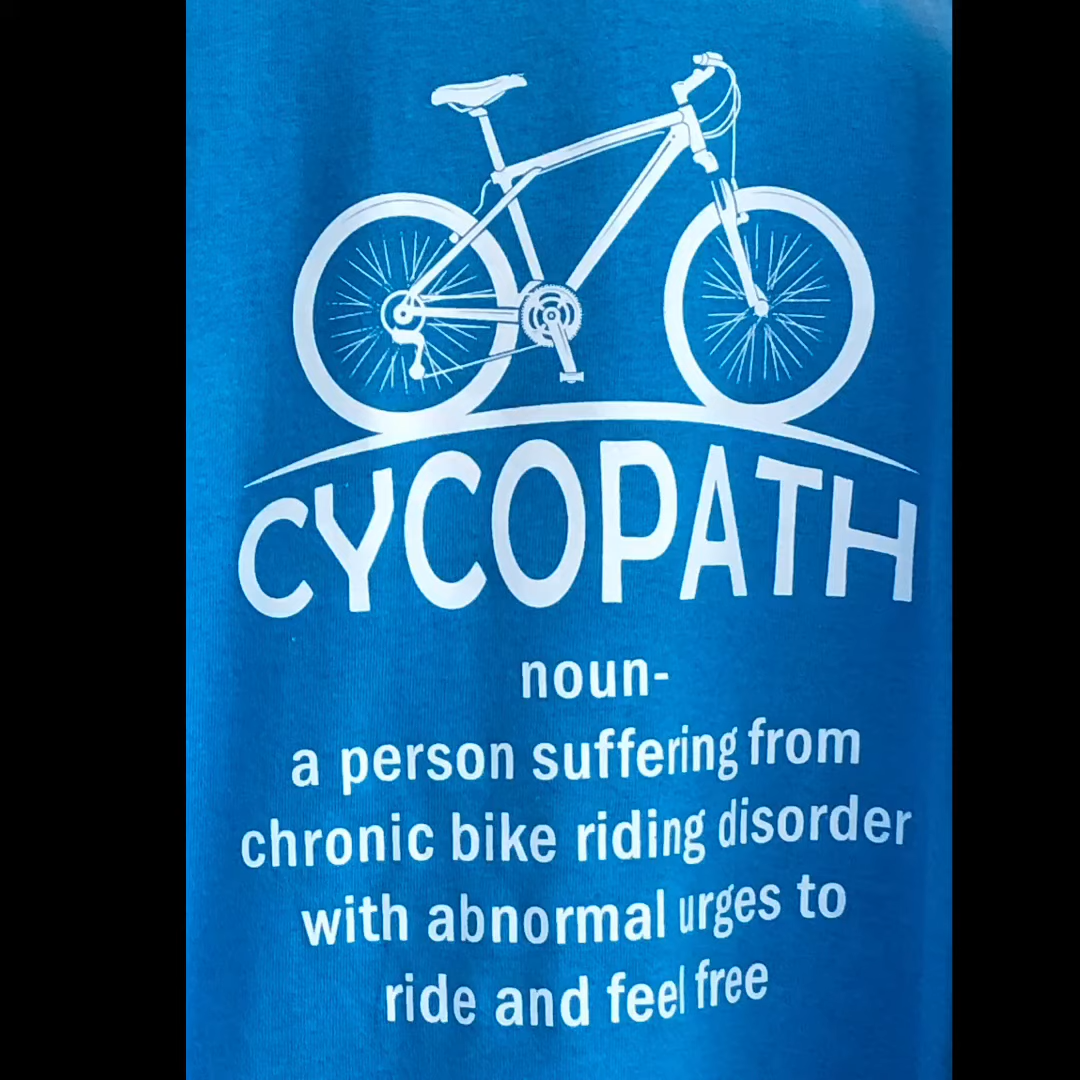 CYCOPATH
noun-
a person suffering from
chronic bike riding disorder
with abnormal urges to
ride and feel free